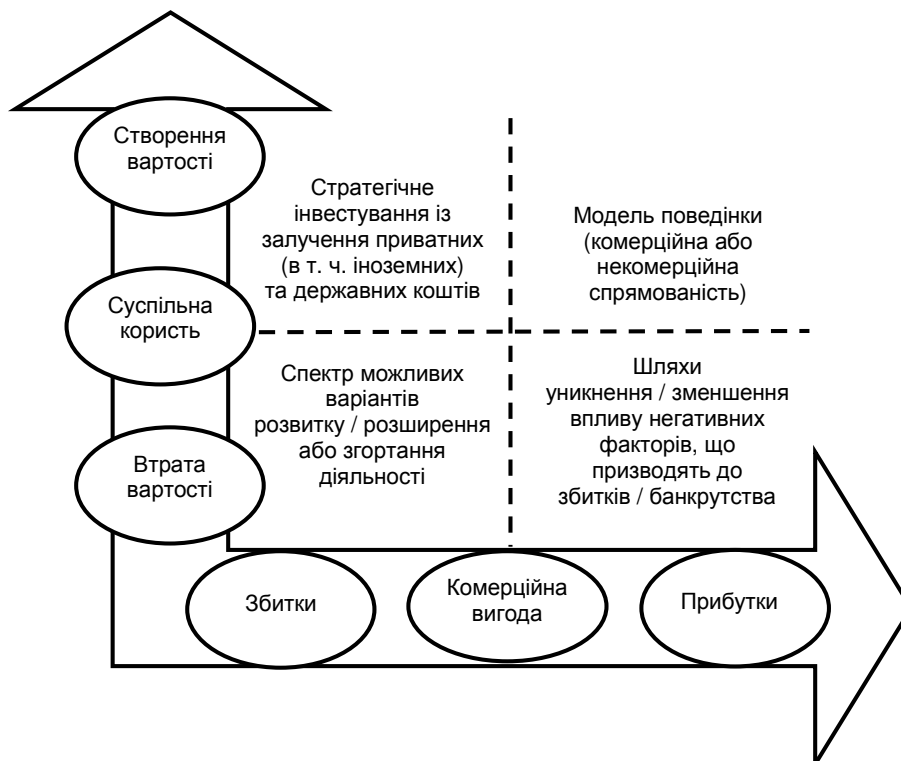 Створення
вартості
Стратегічне
інвестування із
залучення приватних
(в т. ч. іноземних)
та державних коштів
Модель поведінки
(комерційна або
некомерційна
спрямованість)
Суспільна
користь
Спектр можливих
варіантів
розвитку / розширення
або згортання
діяльності
Шляхи
уникнення / зменшення
впливу негативних
факторів, що
призводять до
збитків / банкрутства
Втрата
вартості
Збитки
Комерційна
вигода
Прибутки